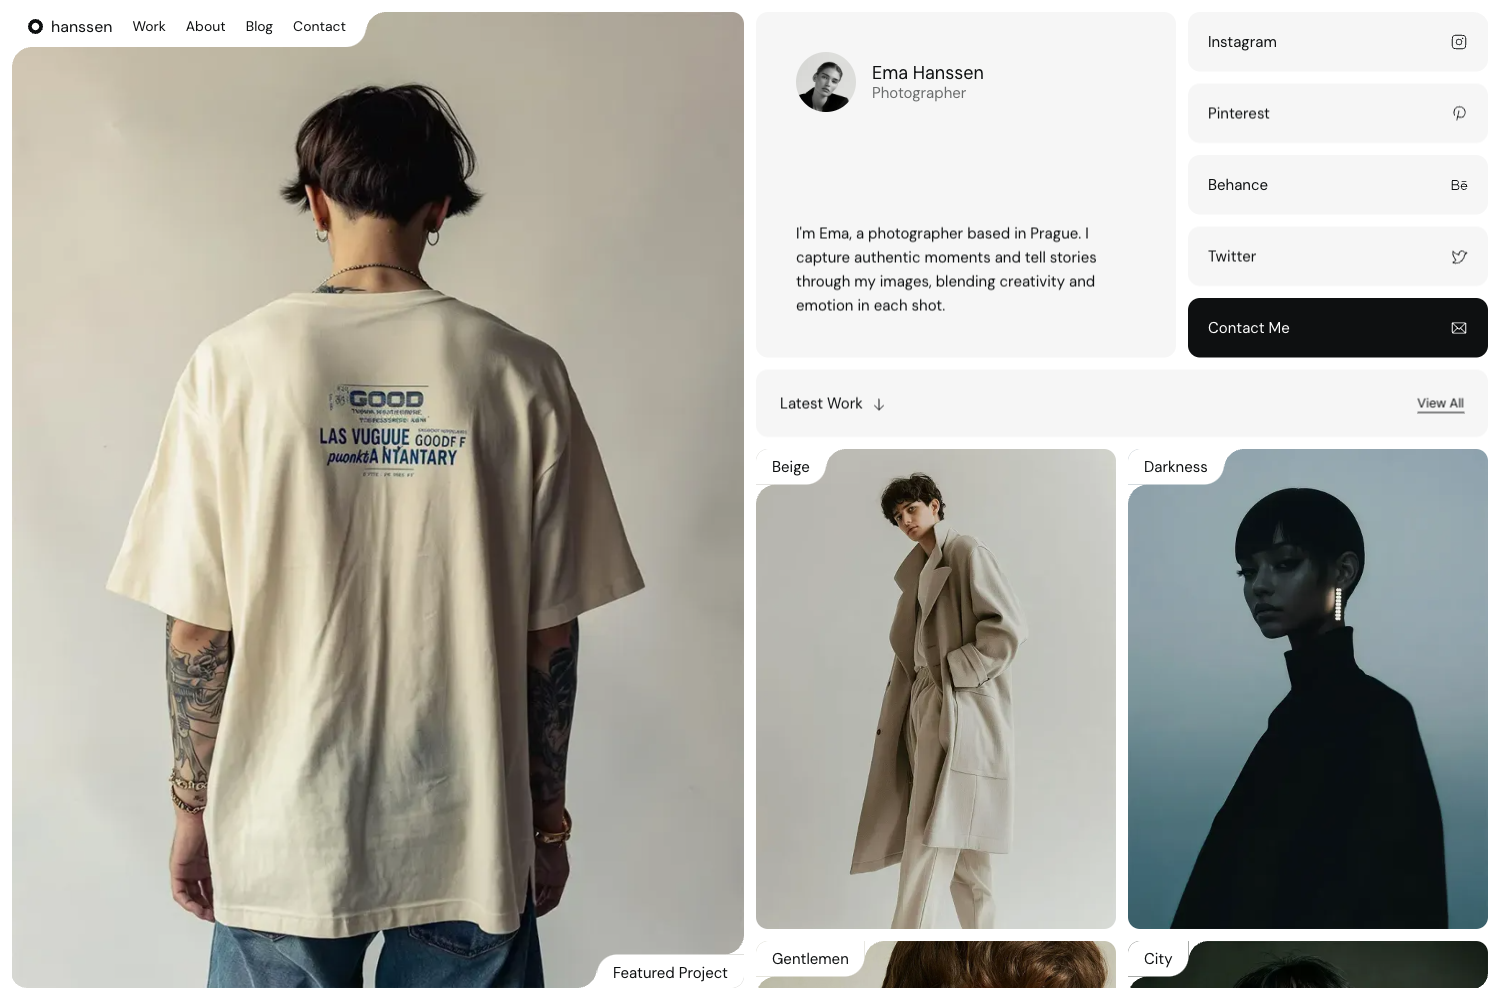 hanssen
Work
About
Blog
Contact
GOOD
LAS VUGUUE GOODF F
puonktA NTANTARY
Featured Project
Ema Hanssen
Photographer
I'm Ema, a photographer based in Prague. I
capture authentic moments and tell stories
through my images, blending creativity and
emotion in each shot.
Instagram
Pinterest
Behance
Bē
Twitter
Contact Me
Latest Work
View All
Beige
Darkness
Gentlemen
City